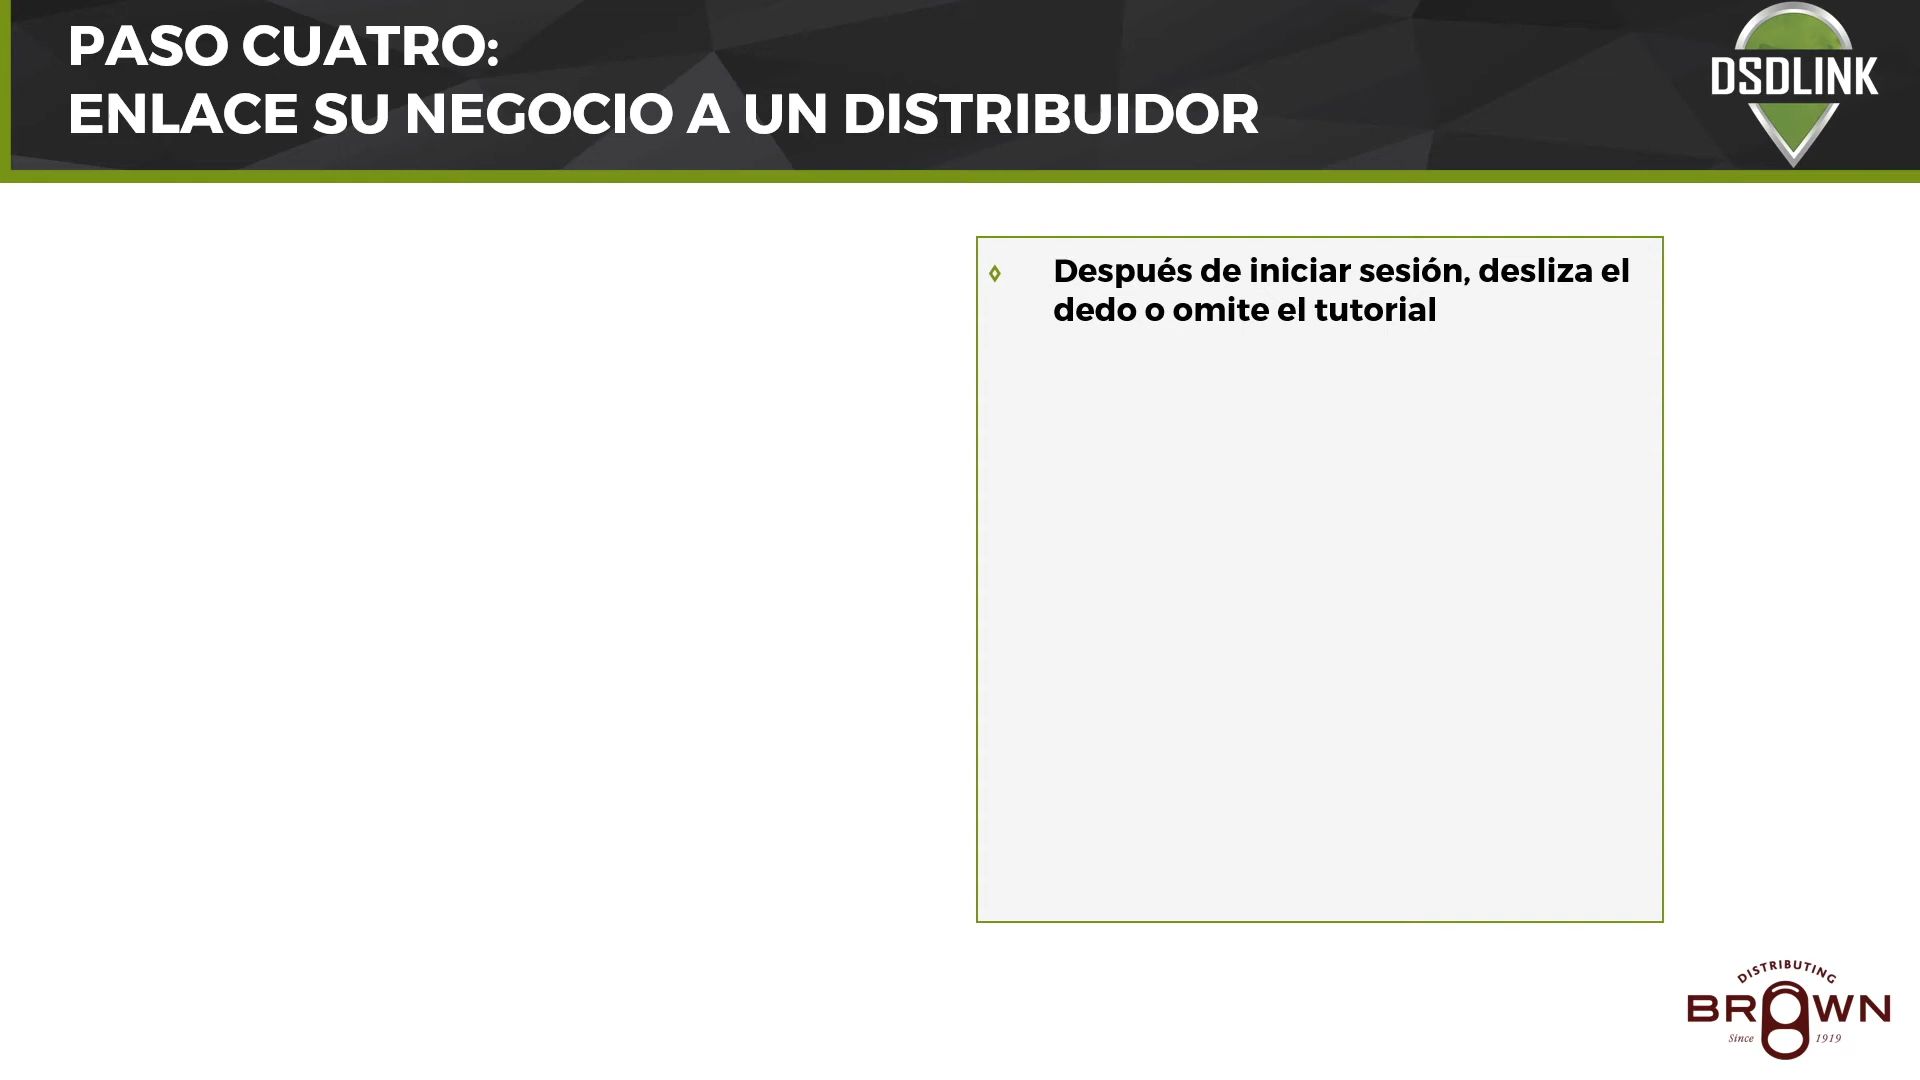 PASO CUATRO:
ENLACE SU NEGOCIO A UN DISTRIBUIDOR
DSDLINK
Después de iniciar sesión, desliza el
dedo o omite el tutorial
DISTRIBUTING
BROWN
Since 1919